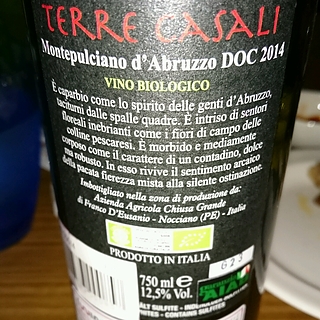 TERRE CASALI
Montepulciano d'Abruzzo DOC 2014
VINO BIOLOGICO
È caparbio come lo spirito delle genti d'Abruzzo,
taciturni dalle spalle quadre. È intriso di sentori
floreali inebrianti come i fiori di campo delle
colline pescaresi. È morbido e mediamente
corposo come il carattere di un contadino, dolce
ma robusto. In esso rivive il sentimento arcaico
della pacata fierezza mista alla silente ostinazione.
Imbottigliato nella zona di produzione da:
Azienda Agricola Chiusa Grande
di Franco D'Eusanio - Nocciano (PE) - Italia
PRODOTTO IN ITALIA
750 ml e
12,5% Vol.
CONTAINS SULFITES